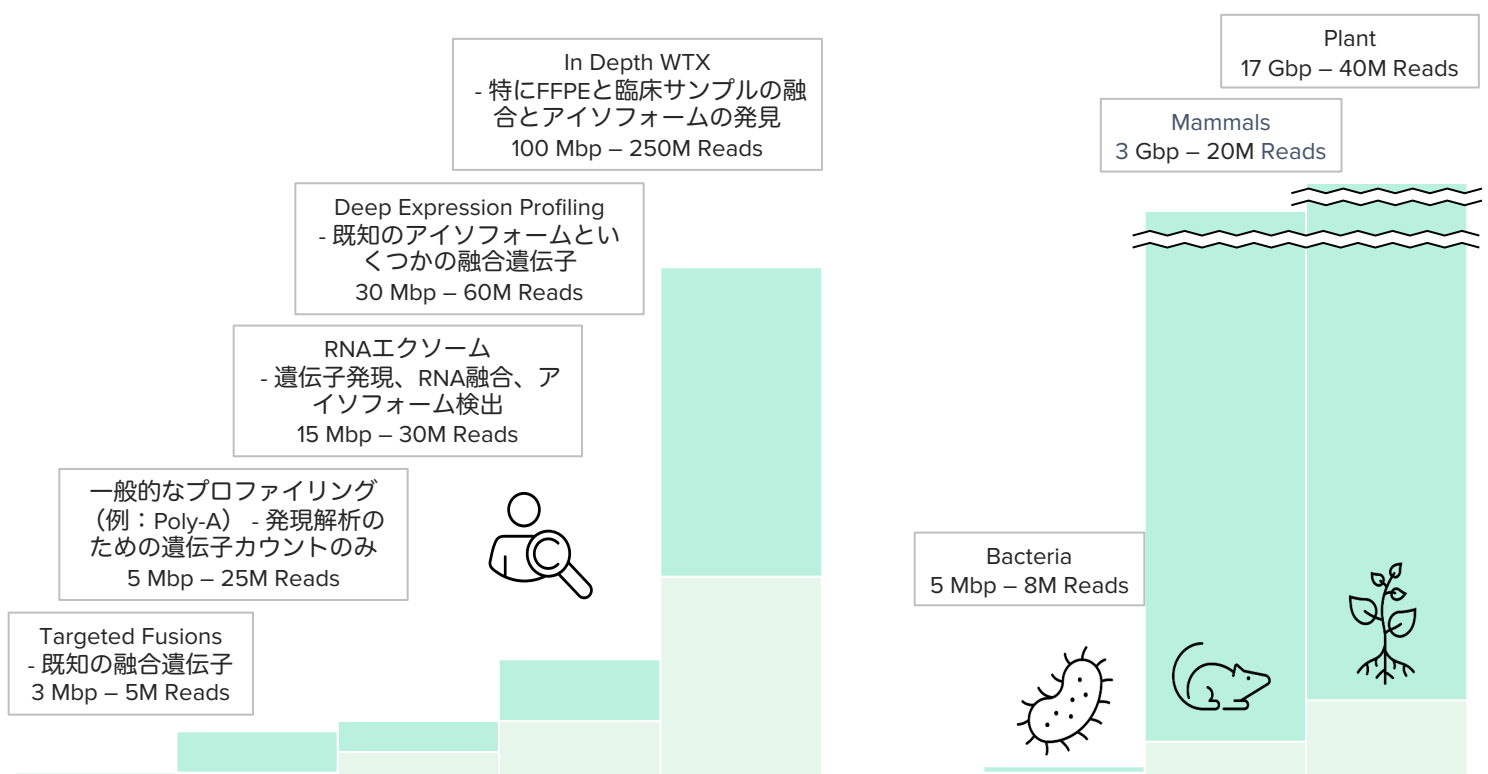 In Depth WTX
- 特にFFPEと臨床サンプルの融
合とアイソフォームの発見
100 Mbp – 250M Reads
Deep Expression Profiling
- 既知のアイソフォームとい
くつかの融合遺伝子
30 Mbp – 60M Reads
RNAエクソーム
- 遺伝子発現、RNA融合、ア
イソフォーム検出
15 Mbp – 30M Reads
一般的なプロファイリング
（例：Poly-A） - 発現解析の
ための遺伝子カウントのみ
5 Mbp – 25M Reads
Targeted Fusions
- 既知の融合遺伝子
3 Mbp – 5M Reads
Plant
17 Gbp – 40M Reads
Mammals
3 Gbp – 20M Reads
Bacteria
5 Mbp – 8M Reads